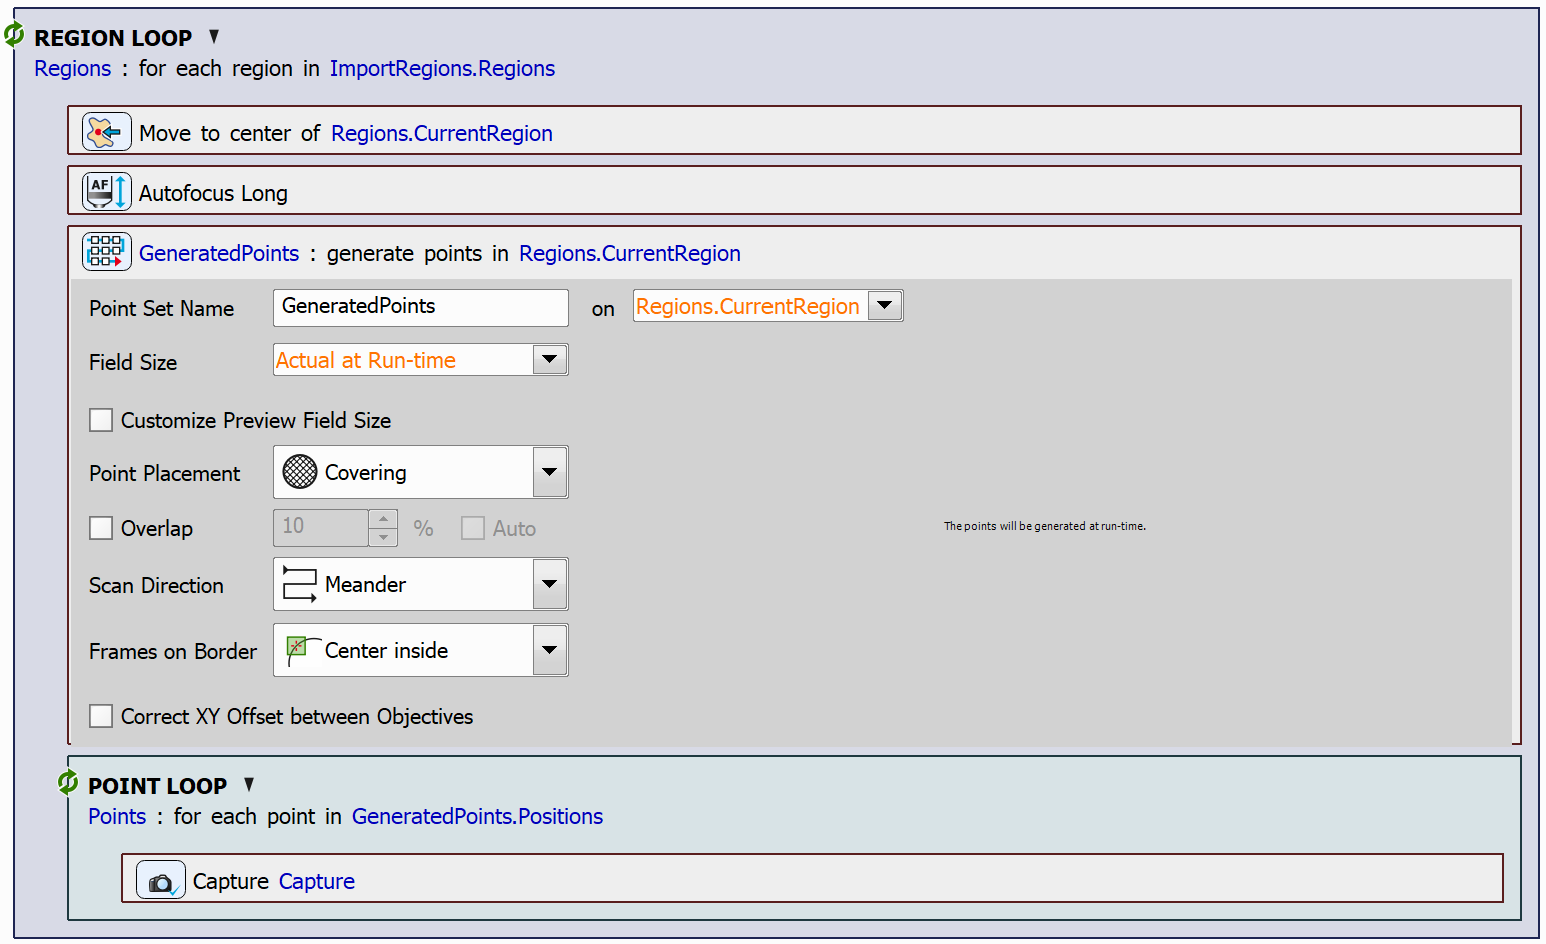 REGION LOOP
Regions : for each region in ImportRegions.Regions
Move to center of Regions.CurrentRegion
AF
Autofocus Long
GeneratedPoints : generate points in Regions.CurrentRegion
Point Set Name GeneratedPoints on Regions.CurrentRegion
Field Size Actual at Run-time
Customize Preview Field Size
Point Placement Covering
Overlap 10 % Auto
The points will be generated at run-time.
Scan Direction Meander
Frames on Border Center inside
Correct XY Offset between Objectives
POINT LOOP
Points : for each point in GeneratedPoints.Positions
Capture Capture